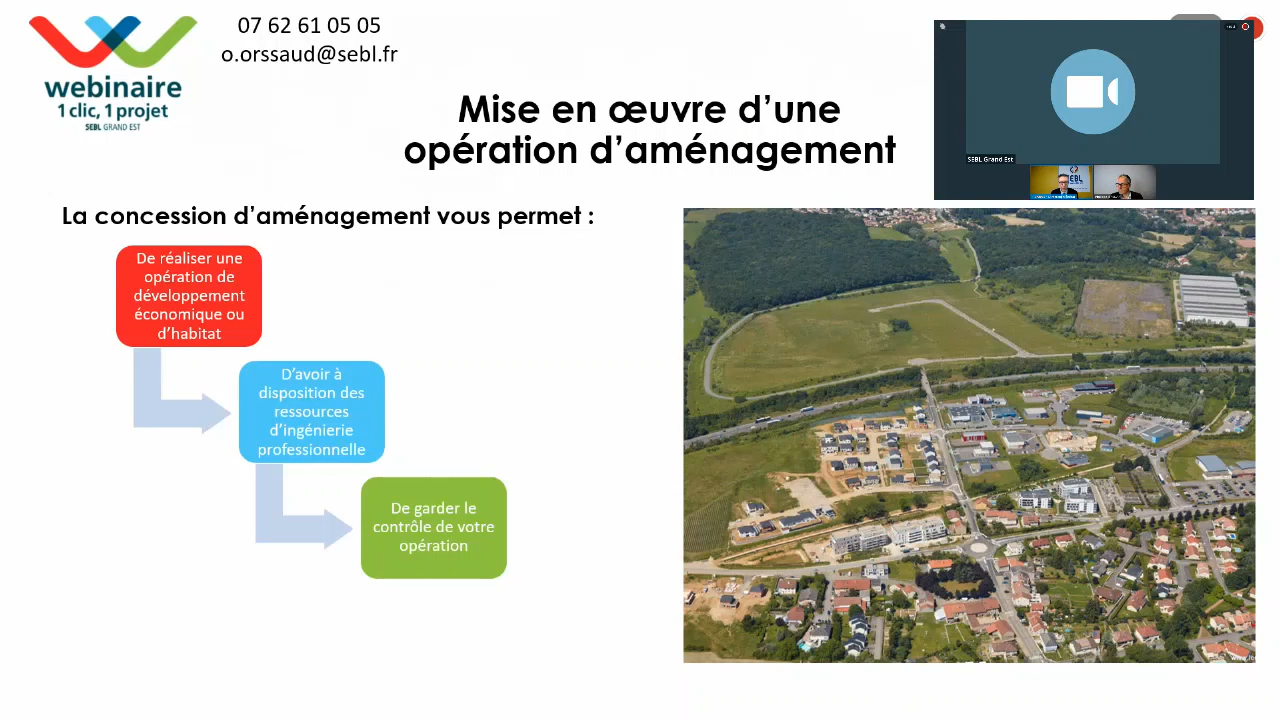 07 62 61 05 05
o.orssaud@sebl.fr
webinaire
1 clic, 1 projet
SEBL GRAND EST
Mise en œuvre d’une
opération d’aménagement
SEBL Grand Est
SEBL
La concession d’aménagement vous permet :
De réaliser une
opération de
développement
économique ou
d’habitat
D’avoir à
disposition des
ressources
d’ingénierie
professionnelle
De garder le
contrôle de votre
opération